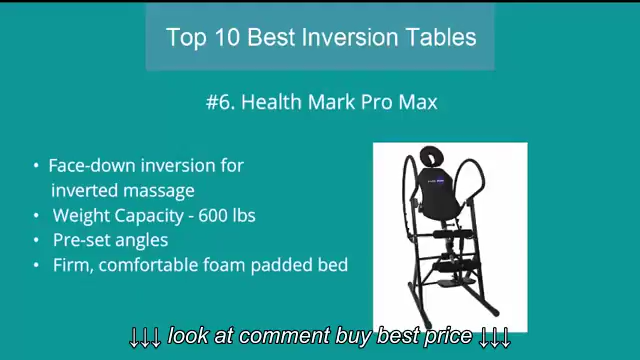 Top 10 Best Inversion Tables
#6. Health Mark Pro Max
• Face-down inversion for
inverted massage
• Weight Capacity - 600 lbs
• Pre-set angles
• Firm, comfortable foam padded bed
↓↓↓ look at comment buy best price ↓↓↓